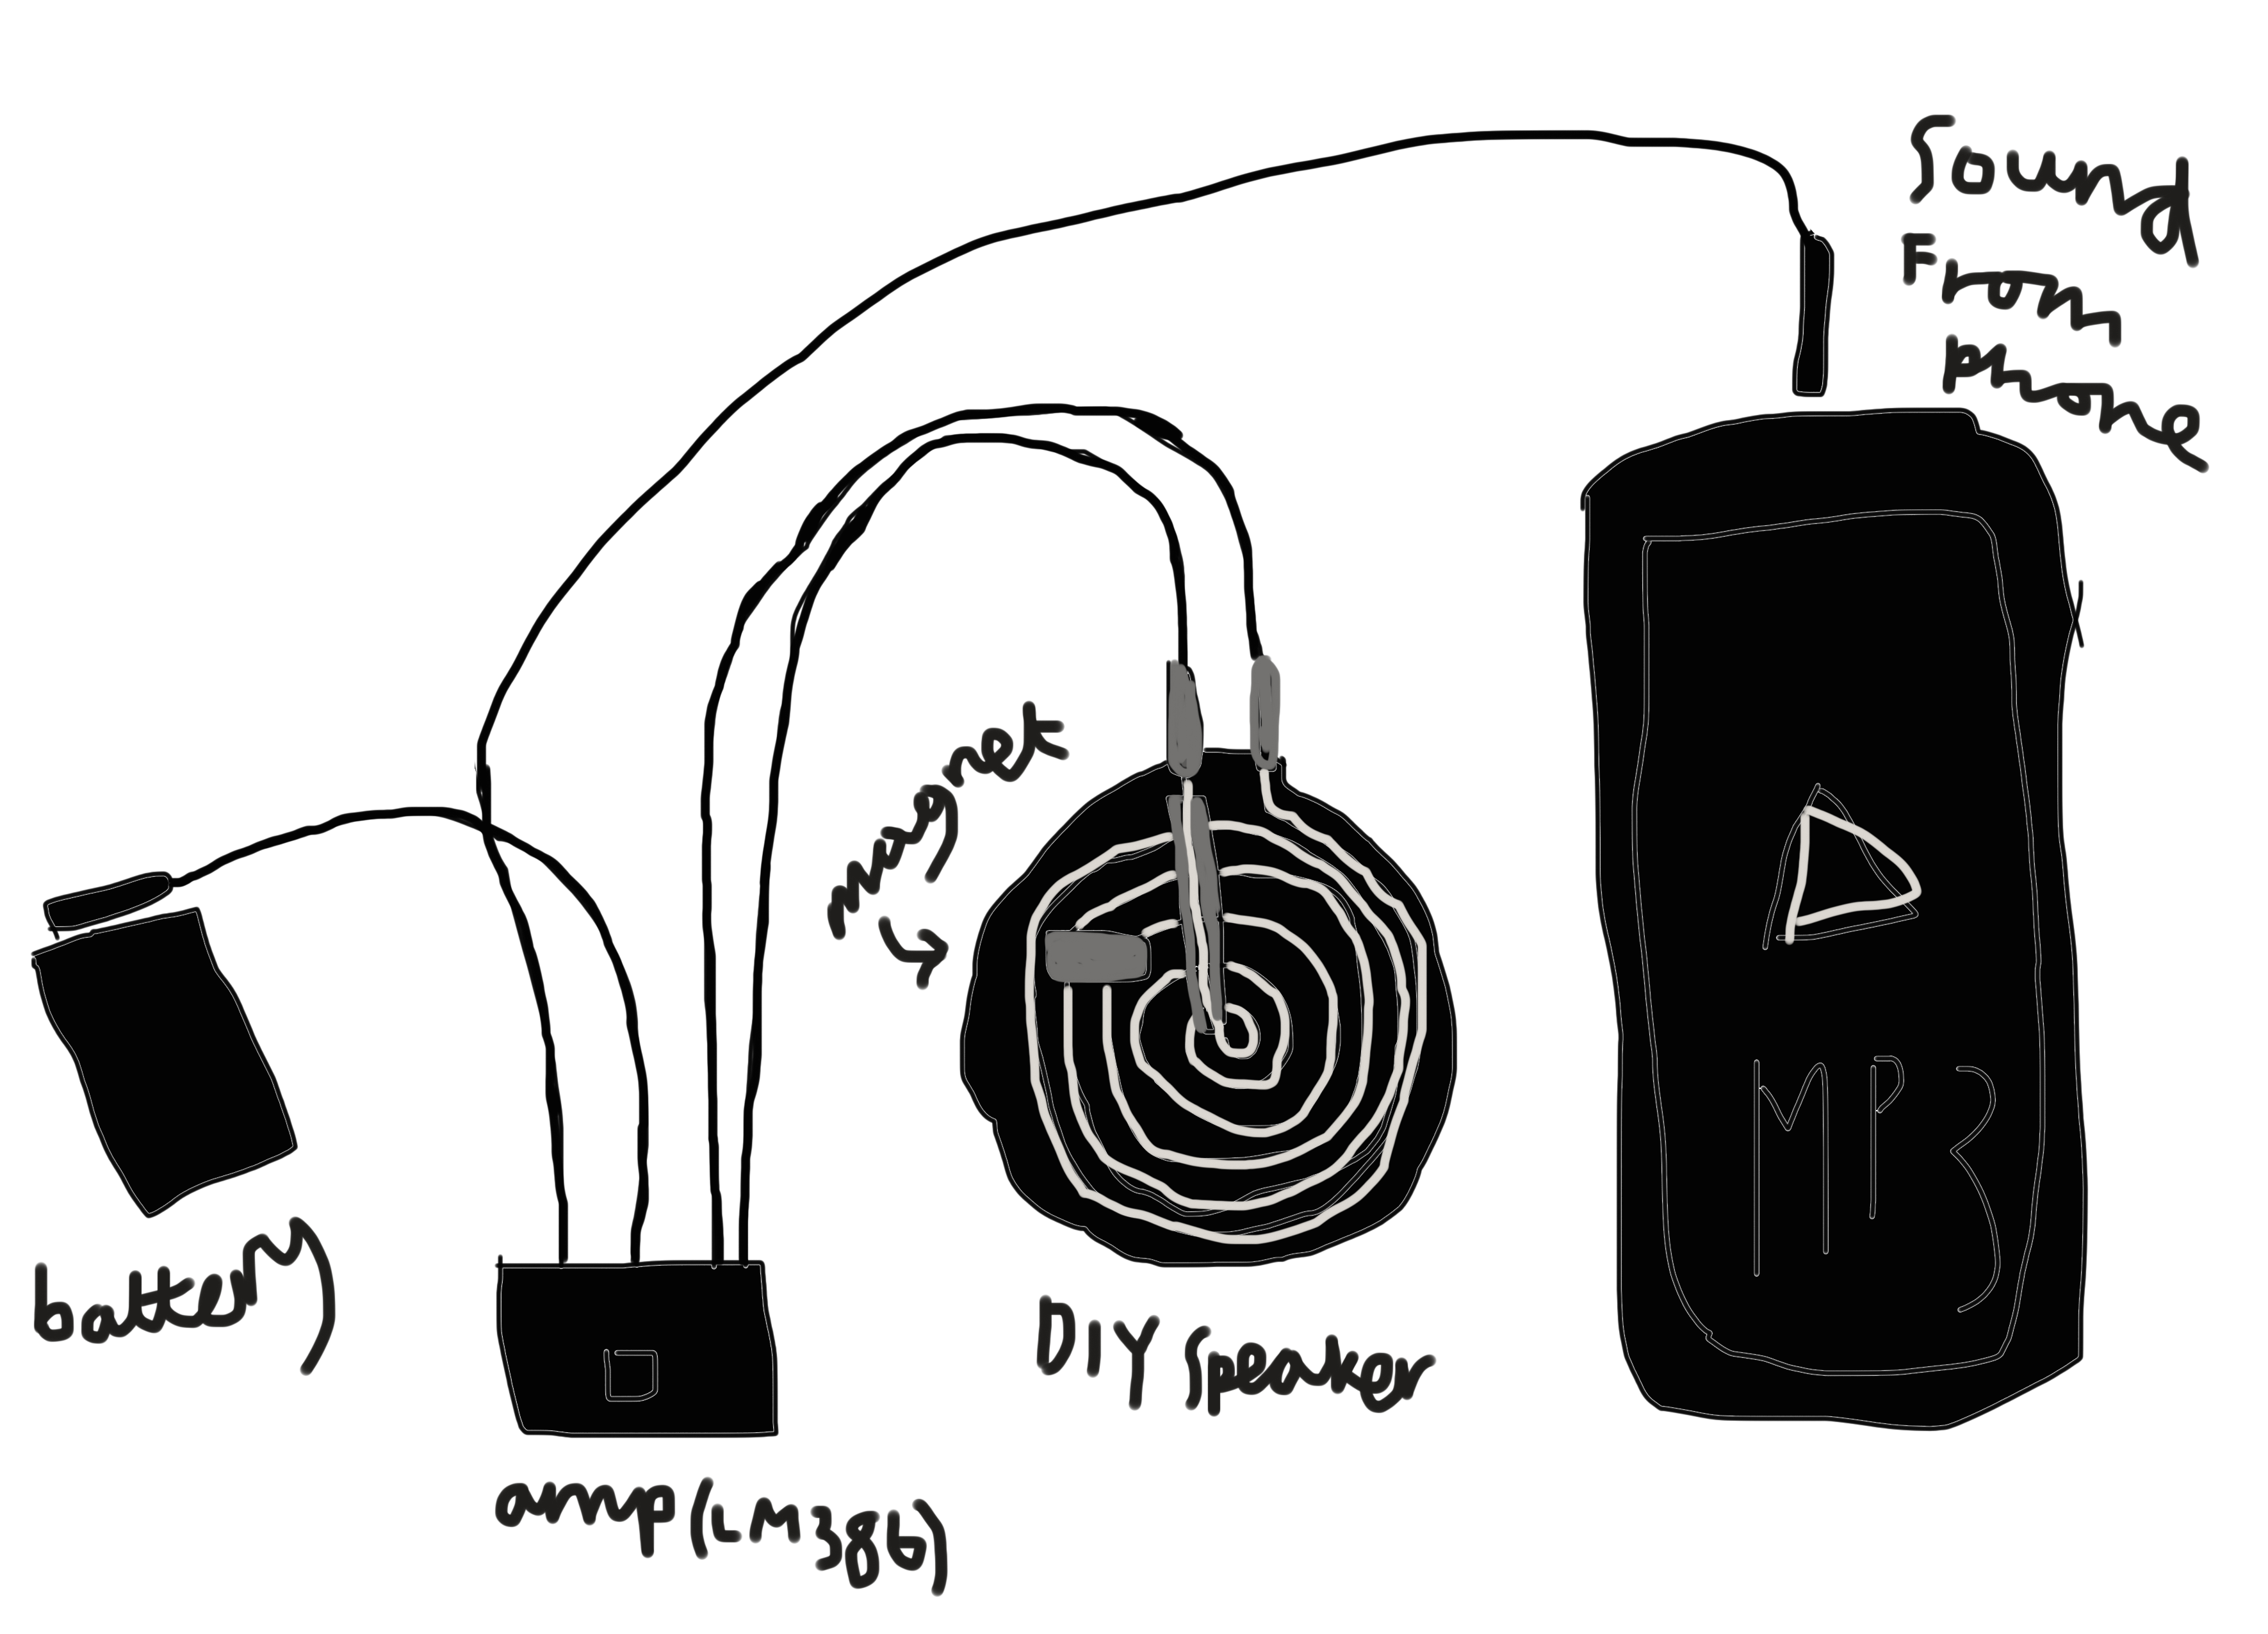 Sound
From
phone
magnet
MP3
battery
DIY Speaker
amp(LM386)